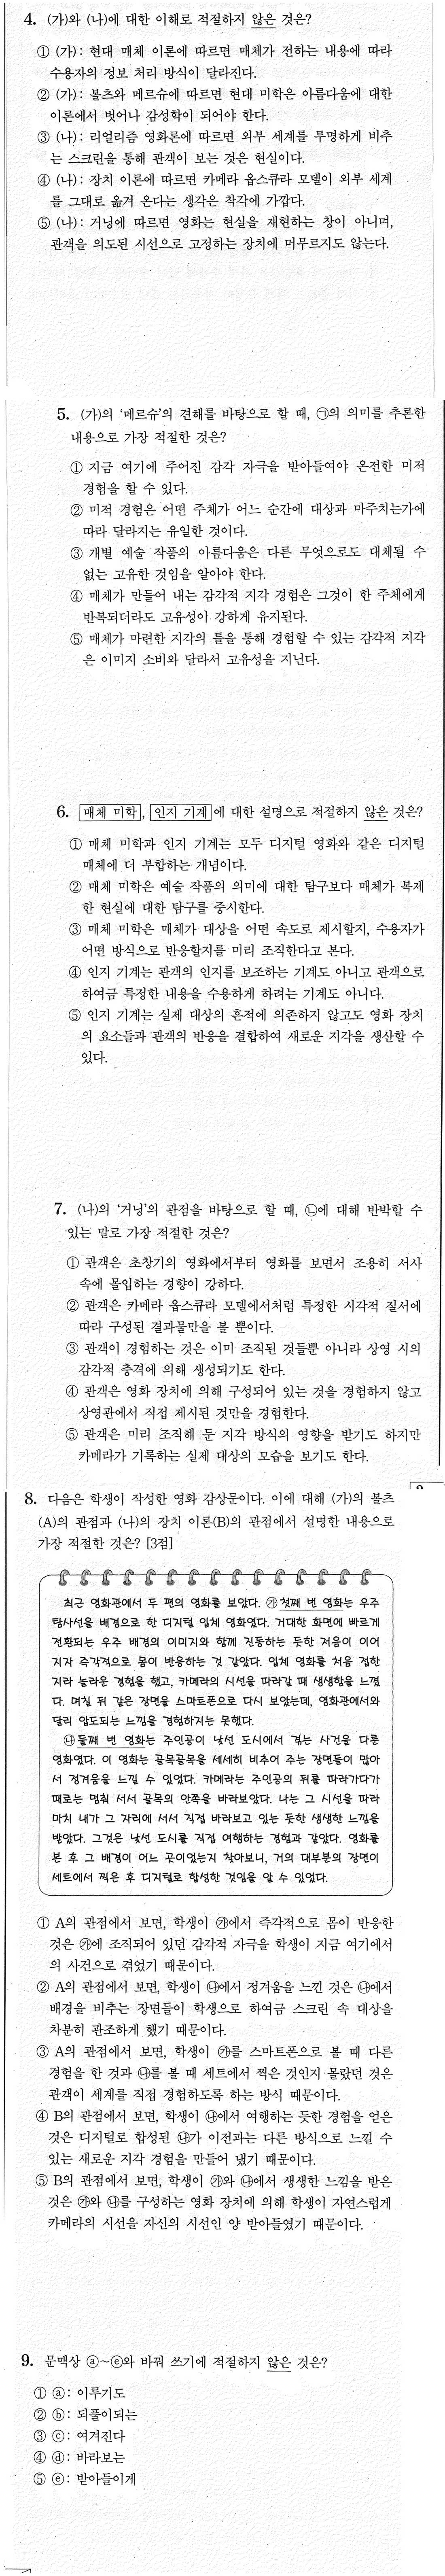 4. (가)와 (나)에 대한 이해로 적절하지 않은 것은?
① (가): 현대 매체 이론에 따르면 매체가 전하는 내용에 따라
수용자의 정보 처리 방식이 달라진다.
② (가): 볼츠와 메르슈에 따르면 현대 미학은 아름다움에 대한
이론에서 벗어나 감성학이 되어야 한다.
③ (나): 리얼리즘 영화론에 따르면 외부 세계를 투명하게 비추
는 스크린을 통해 관객이 보는 것은 현실이다.
④ (나): 장치 이론에 따르면 카메라 옵스큐라 모델이 외부 세계
를 그대로 옮겨 온다는 생각은 착각에 가깝다.
⑤ (나): 거닝에 따르면 영화는 현실을 재현하는 창이 아니며,
관객을 의도된 시선으로 고정하는 장치에 머무르지도 않는다.
5. (가)의 ‘메르슈’의 견해를 바탕으로 할 때, ㉠의 의미를 추론한
내용으로 가장 적절한 것은?
① 지금 여기에 주어진 감각 자극을 받아들여야 온전한 미적
경험을 할 수 있다.
② 미적 경험은 어떤 주체가 어느 순간에 대상과 마주치는가에
따라 달라지는 유일한 것이다.
③ 개별 예술 작품의 아름다움은 다른 무엇으로도 대체될 수
없는 고유한 것임을 알아야 한다.
④ 매체가 만들어 내는 감각적 지각 경험은 그것이 한 주체에게
반복되더라도 고유성이 강하게 유지된다.
⑤ 매체가 마련한 지각의 틀을 통해 경험할 수 있는 감각적 지각
은 이미지 소비와 달라서 고유성을 지닌다.
6. 매체 미학, 인지 기계에 대한 설명으로 적절하지 않은 것은?
① 매체 미학과 인지 기계는 모두 디지털 영화와 같은 디지털
매체에 더 부합하는 개념이다.
② 매체 미학은 예술 작품의 의미에 대한 탐구보다 매체가 복제
한 현실에 대한 탐구를 중시한다.
③ 매체 미학은 매체가 대상을 어떤 속도로 제시할지, 수용자가
어떤 방식으로 반응할지를 미리 조직한다고 본다.
④ 인지 기계는 관객의 인지를 보조하는 기계도 아니고 관객으로
하여금 특정한 내용을 수용하게 하려는 기계도 아니다.
⑤ 인지 기계는 실제 대상의 흔적에 의존하지 않고도 영화 장치
의 요소들과 관객의 반응을 결합하여 새로운 지각을 생산할 수
있다.
7. (나)의 ‘거닝’의 관점을 바탕으로 할 때, ㉡에 대해 반박할 수
있는 말로 가장 적절한 것은?
① 관객은 초창기의 영화에서부터 영화를 보면서 조용히 서사
속에 몰입하는 경향이 강하다.
② 관객은 카메라 옵스큐라 모델에서처럼 특정한 시각적 질서에
따라 구성된 결과물만을 볼 뿐이다.
③ 관객이 경험하는 것은 이미 조직된 것들뿐 아니라 상영 시의
감각적 충격에 의해 생성되기도 한다.
④ 관객은 영화 장치에 의해 구성되어 있는 것을 경험하지 않고
상영관에서 직접 제시된 것만을 경험한다.
⑤ 관객은 미리 조직해 둔 지각 방식의 영향을 받기도 하지만
카메라가 기록하는 실제 대상의 모습을 보기도 한다.
8. 다음은 학생이 작성한 영화 감상문이다. 이에 대해 (가)의 볼츠
(A)의 관점과 (나)의 장치 이론(B)의 관점에서 설명한 내용으로
가장 적절한 것은? [3점]
최근 영화관에서 두 편의 영화를 보았다. ㉮ 첫째 번 영화는 우주
탐사선을 배경으로 한 디지털 입체 영화였다. 거대한 화면에 빠르게
전환되는 우주 배경의 이미지와 함께 진동하는 듯한 저음이 이어
지자 즉각적으로 몸이 반응하는 것 같았다. 입체 영화를 처음 접한
지라 놀라운 경험을 했고, 카메라의 시선을 따라갈 때 생생함을 느꼈
다. 며칠 뒤 같은 장면을 스마트폰으로 다시 보았는데, 영화관에서와
달리 압도되는 느낌을 경험하지는 못했다.
㉯ 둘째 번 영화는 주인공이 낯선 도시에서 겪는 사건을 다룬
영화였다. 이 영화는 골목골목을 세세히 비추어 주는 장면들이 많아
서 정겨움을 느낄 수 있었다. 카메라는 주인공의 뒤를 따라가다가
때로는 멈춰 서서 골목의 안쪽을 바라보았다. 나는 그 시선을 따라
마치 내가 그 자리에 서서 직접 바라보고 있는 듯한 생생한 느낌을
받았다. 그것은 낯선 도시를 직접 여행하는 경험과 같았다. 영화를
본 후 그 배경이 어느 곳이었는지 찾아보니, 거의 대부분의 장면이
세트에서 찍은 후 디지털로 합성한 것임을 알 수 있었다.
① A의 관점에서 보면, 학생이 ㉮에서 즉각적으로 몸이 반응한
것은 ㉮에 조직되어 있던 감각적 자극을 학생이 지금 여기에서
의 사건으로 겪었기 때문이다.
② A의 관점에서 보면, 학생이 ㉯에서 정겨움을 느낀 것은 ㉯에서
배경을 비추는 장면들이 학생으로 하여금 스크린 속 대상을
차분히 관조하게 했기 때문이다.
③ A의 관점에서 보면, 학생이 ㉮를 스마트폰으로 볼 때 다른
경험을 한 것과 ㉯를 볼 때 세트에서 찍은 것인지 몰랐던 것은
관객이 세계를 직접 경험하도록 하는 방식 때문이다.
④ B의 관점에서 보면, 학생이 ㉯에서 여행하는 듯한 경험을 얻은
것은 디지털로 합성된 ㉯가 이전과는 다른 방식으로 느낄 수
있는 새로운 지각 경험을 만들어 냈기 때문이다.
⑤ B의 관점에서 보면, 학생이 ㉮와 ㉯에서 생생한 느낌을 받은
것은 ㉮와 ㉯를 구성하는 영화 장치에 의해 학생이 자연스럽게
카메라의 시선을 자신의 시선인 양 받아들였기 때문이다.
9. 문맥상 ⓐ~ⓔ와 바꿔 쓰기에 적절하지 않은 것은?
① ⓐ: 이루기도
② ⓑ: 되풀이되는
③ ⓒ: 여겨진다
④ ⓓ: 바라보는
⑤ ⓔ: 받아들이게